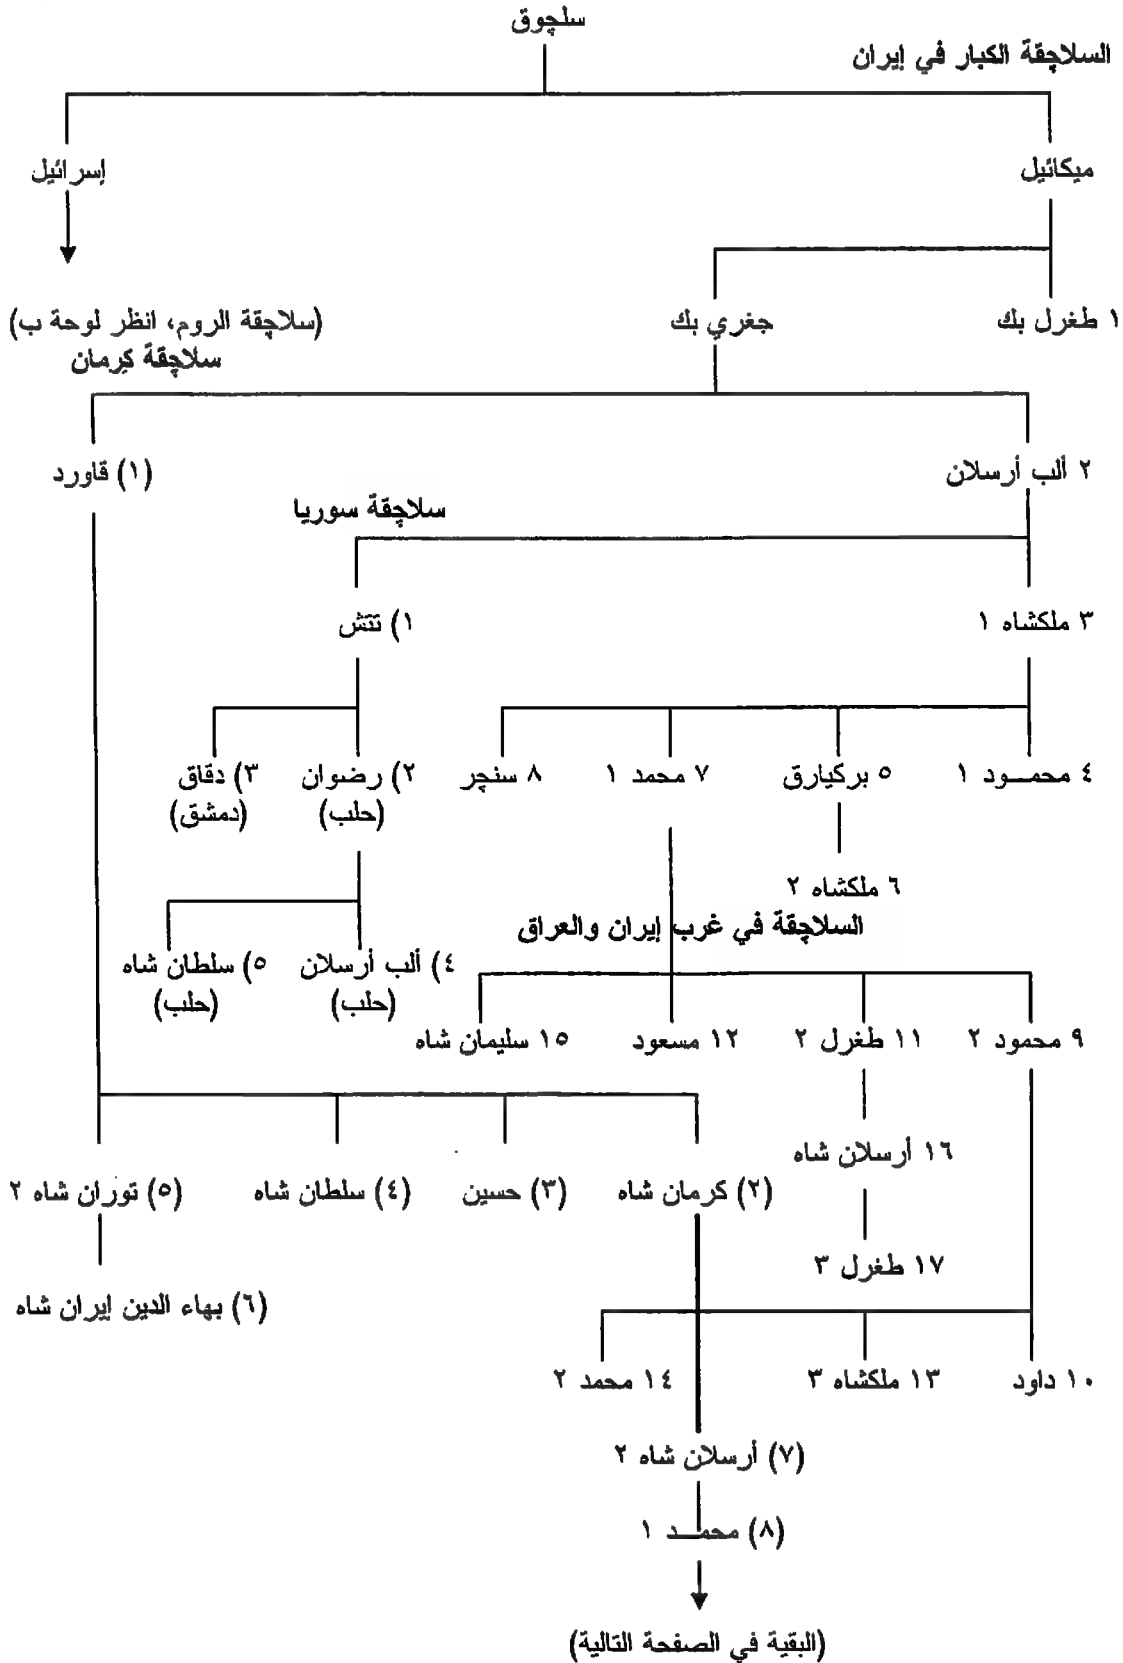 سلچوق
السلاچقة الكبار في إيران
ميكائيل
إسرائيل
١ طغرل بك
جغري بك
(سلاچقة الروم، انظر لوحة ب)
سلاچقة كرمان
٢ ألب أرسلان
(١) قاورد
سلاچقة سوريا
٣ ملكشاه ١
١) تتش
٤ محمـود ١
٥ بركيارق
٧ محمد ١
٨ سنچر
٢) رضوان
(حلب)
٣) دقاق
(دمشق)
٦ ملكشاه ٢
السلاچقة في غرب إيران والعراق
٤) ألب أرسلان
(حلب)
٥) سلطان شاه
(حلب)
٩ محمود ٢
١١ طغرل ٢
١٢ مسعود
١٥ سليمان شاه
١٦ أرسلان شاه
(٢) كرمان شاه
(٣) حسين
(٤) سلطان شاه
(٥) توران شاه ٢
١٧ طغرل ٣
(٦) بهاء الدين إيران شاه
١٠ داود
١٣ ملكشاه ٣
١٤ محمد ٢
(٧) أرسلان شاه ٢
(٨) محمـد ١
(البقية في الصفحة التالية)